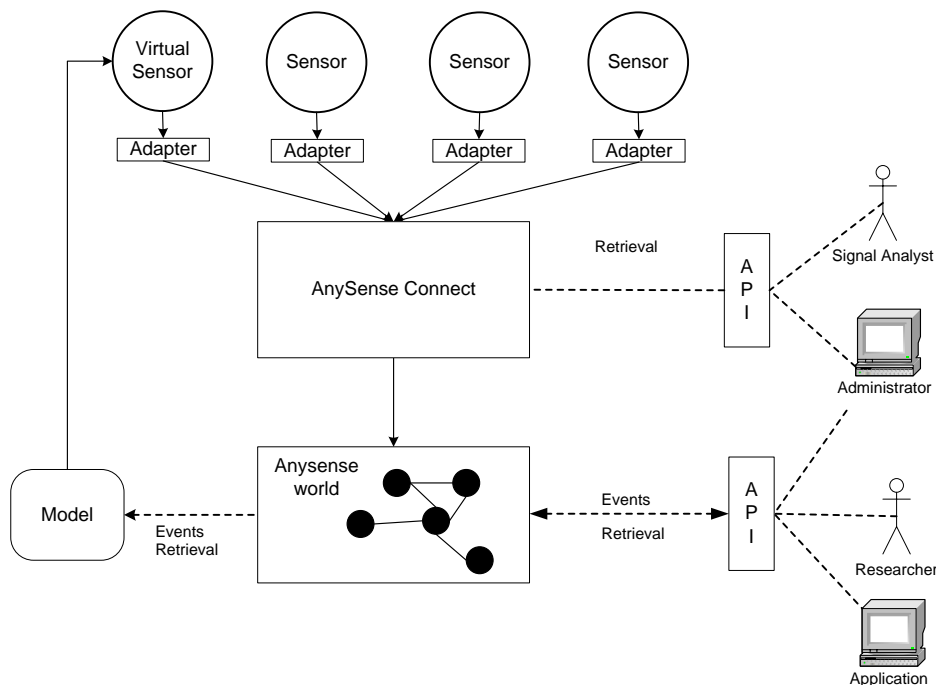 Virtual
Sensor
Sensor
Sensor
Sensor
Adapter
Adapter
Adapter
Adapter
AnySense Connect
Retrieval
A
P
I
Signal Analyst
Administrator
Anysense
world
Model
Events
Retrieval
Events
Retrieval
A
P
I
Researcher
Application